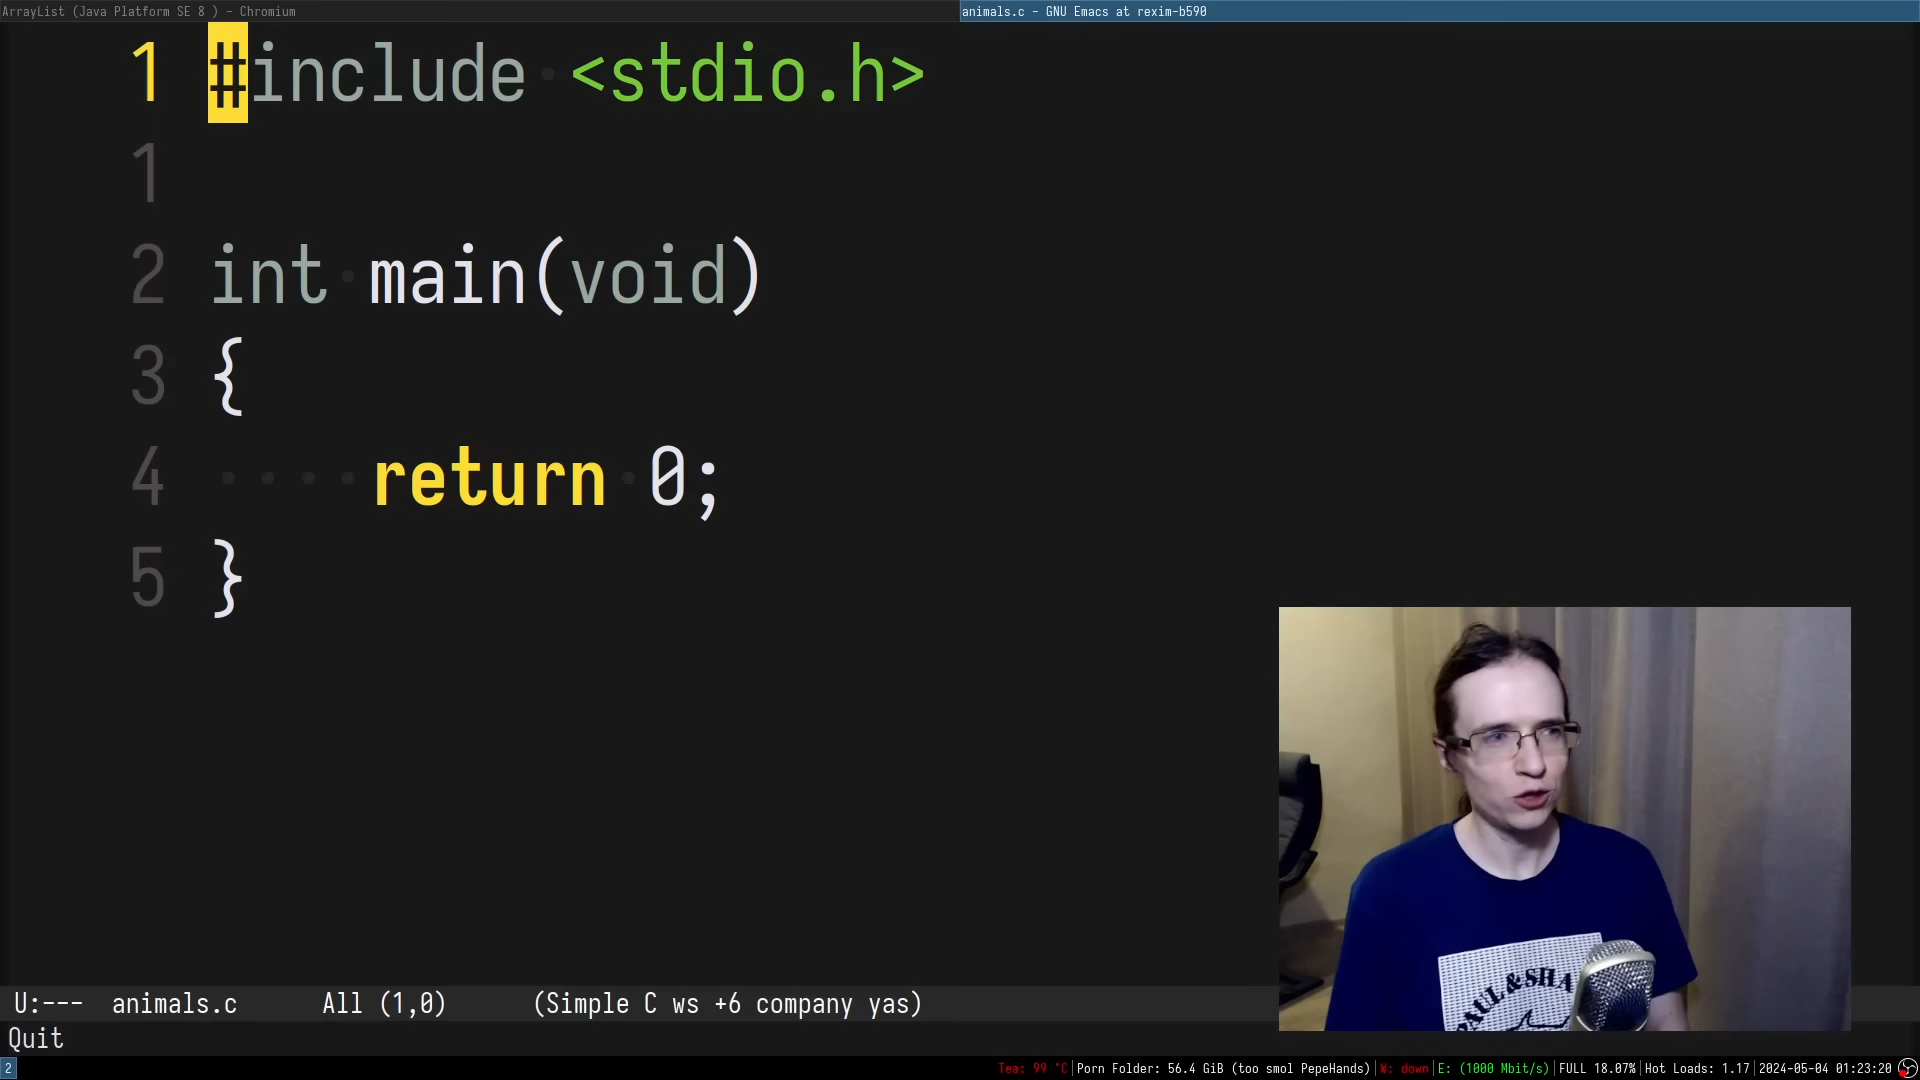 ArrayList (Java Platform SE 8 ) - Chromium
animals.c - GNU Emacs at rexim-b590
1 #include <stdio.h>
1
2 int main(void)
3 {
4 return 0;
5 }
PAUL&SHA
U:--- animals.c All (1,0) (Simple C ws +6 company yas)
Quit
2 Tea: 99 °C|Porn Folder: 56.4 GiB (too smol PepeHands)|W: down|E: (1000 Mbit/s)|FULL 18.07%|Hot Loads: 1.17|2024-05-04 01:23:20